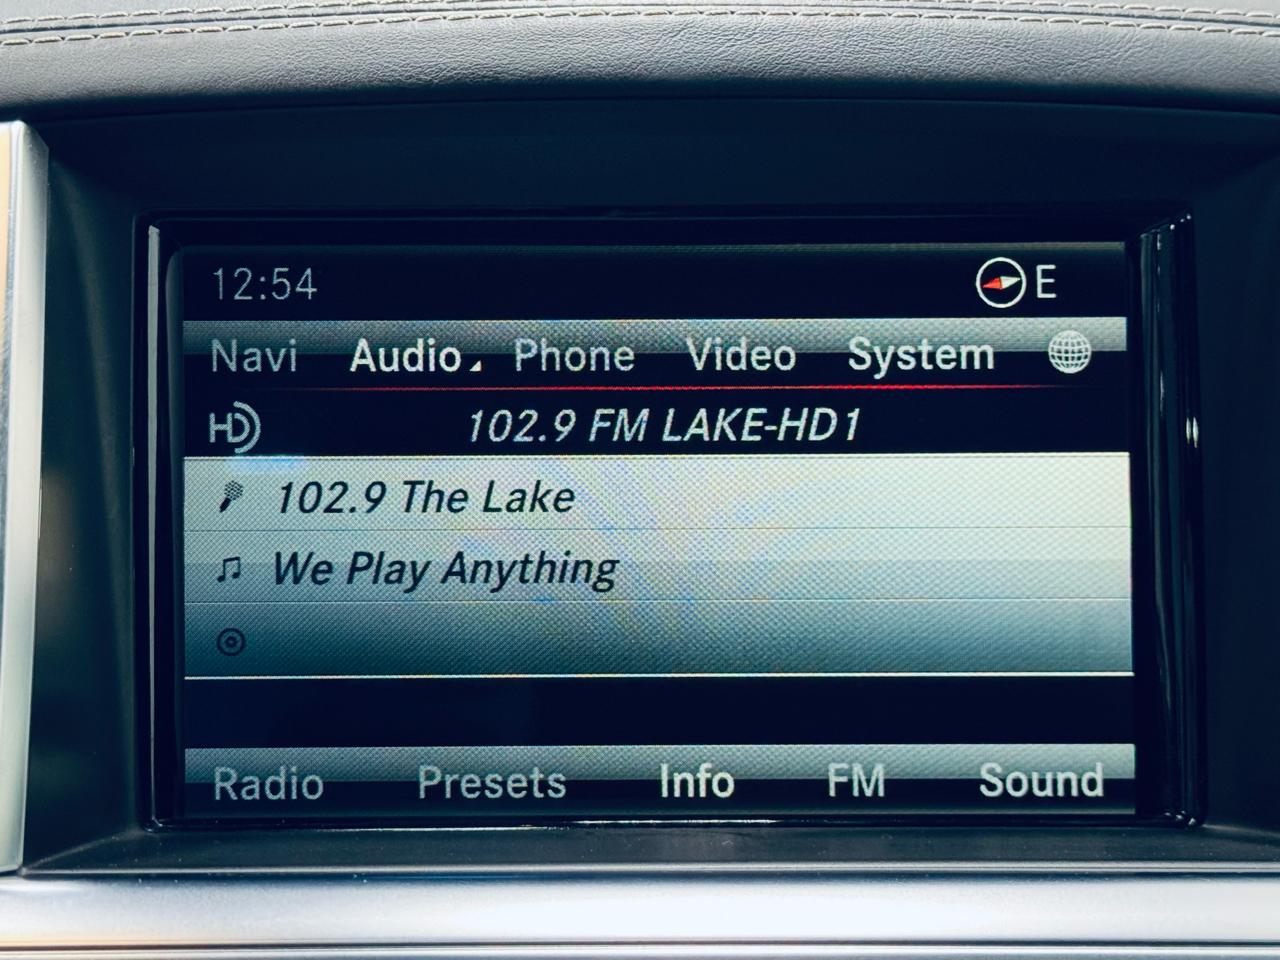 12:54 E
Navi Audio Phone Video System
HD 102.9 FM LAKE-HD1
102.9 The Lake
We Play Anything
Radio Presets Info FM Sound